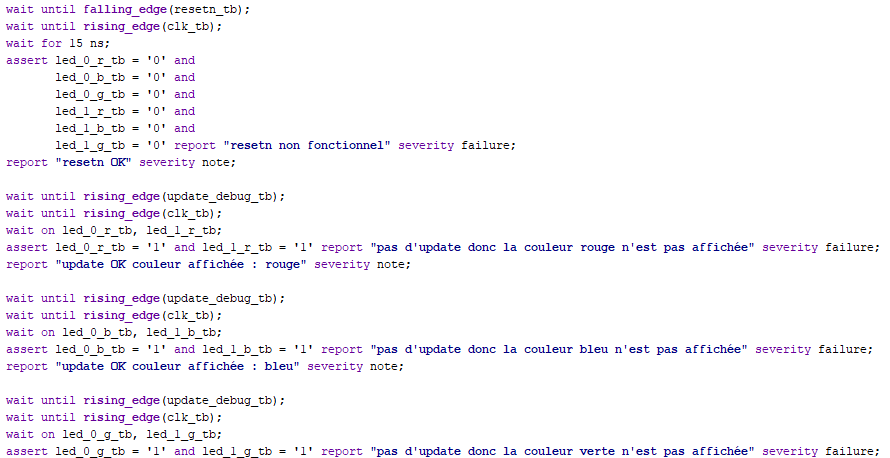 wait until falling_edge(resetn_tb);
wait until rising_edge(clk_tb);
wait for 15 ns;
assert led_0_r_tb = '0' and
       led_0_b_tb = '0' and
       led_0_g_tb = '0' and
       led_1_r_tb = '0' and
       led_1_b_tb = '0' and
       led_1_g_tb = '0' report "resetn non fonctionnel" severity failure;
report "resetn OK" severity note;

wait until rising_edge(update_debug_tb);
wait until rising_edge(clk_tb);
wait on led_0_r_tb, led_1_r_tb;
assert led_0_r_tb = '1' and led_1_r_tb = '1' report "pas d'update donc la couleur rouge n'est pas affichée" severity failure;
report "update OK couleur affichée : rouge" severity note;

wait until rising_edge(update_debug_tb);
wait until rising_edge(clk_tb);
wait on led_0_b_tb, led_1_b_tb;
assert led_0_b_tb = '1' and led_1_b_tb = '1' report "pas d'update donc la couleur bleu n'est pas affichée" severity failure;
report "update OK couleur affichée : bleu" severity note;

wait until rising_edge(update_debug_tb);
wait until rising_edge(clk_tb);
wait on led_0_g_tb, led_1_g_tb;
assert led_0_g_tb = '1' and led_1_g_tb = '1' report "pas d'update donc la couleur verte n'est pas affichée" severity failure;